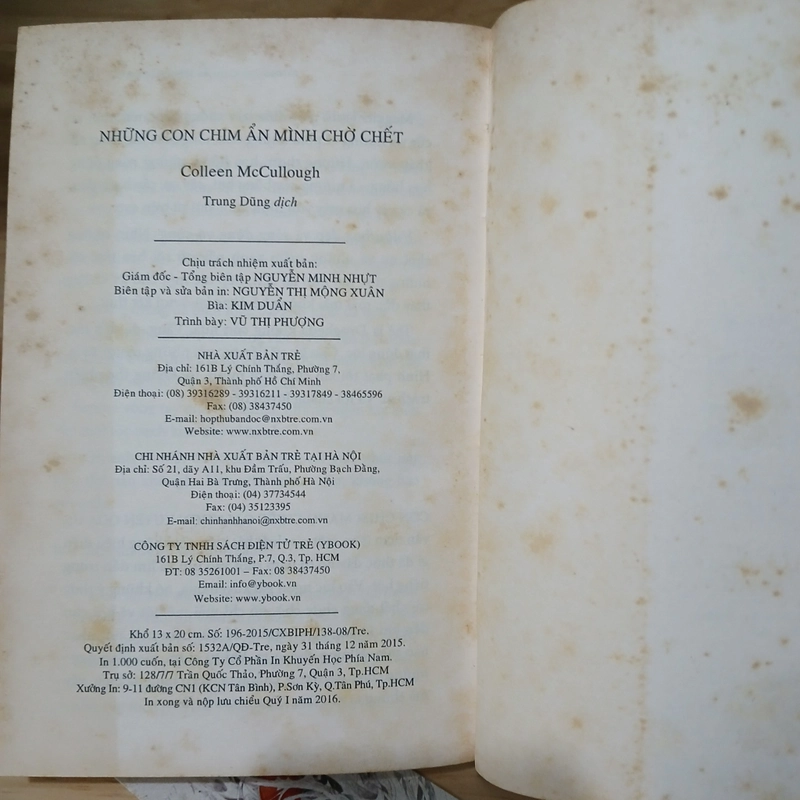 NHỮNG CON CHIM ẨN MÌNH CHỜ CHẾT
Colleen McCullough
Trung Dũng dịch
Chịu trách nhiệm xuất bản:
Giám đốc - Tổng biên tập NGUYỄN MINH NHỰT
Biên tập và sửa bản in: NGUYỄN THỊ MỘNG XUÂN
Bìa: KIM DUẨN
Trình bày: VŨ THỊ PHƯỢNG
NHÀ XUẤT BẢN TRẺ
Địa chỉ: 161B Lý Chính Thắng, Phường 7,
Quận 3, Thành phố Hồ Chí Minh
Điện thoại: (08) 39316289 - 39316211 - 39317849 - 38465596
Fax: (08) 38437450
E-mail: hopthubandoc@nxbtre.com.vn
Website: www.nxbtre.com.vn
CHI NHÁNH NHÀ XUẤT BẢN TRẺ TẠI HÀ NỘI
Địa chỉ: Số 21, dãy A11, khu Đầm Trấu, Phường Bạch Đằng,
Quận Hai Bà Trưng, Thành phố Hà Nội
Điện thoại: (04) 37734544
Fax: (04) 35123395
E-mail: chinhanhhanoi@nxbtre.com.vn
CÔNG TY TNHH SÁCH ĐIỆN TỬ TRẺ (YBOOK)
161B Lý Chính Thắng, P.7, Q.3, Tp. HCM
ĐT: 08 35261001 – Fax: 08 38437450
Email: info@ybook.vn
Website: www.ybook.vn
Khổ 13 x 20 cm. Số: 196-2015/CXBIPH/138-08/Tre.
Quyết định xuất bản số: 1532A/QĐ-Tre, ngày 31 tháng 12 năm 2015.
In 1.000 cuốn, tại Công Ty Cổ Phần In Khuyến Học Phía Nam.
Trụ sở: 128/7/7 Trần Quốc Thảo, Phường 7, Quận 3, Tp.HCM
Xưởng In: 9-11 đường CN1 (KCN Tân Bình), P.Sơn Kỳ, Q.Tân Phú, Tp.HCM
In xong và nộp lưu chiểu Quý I năm 2016.